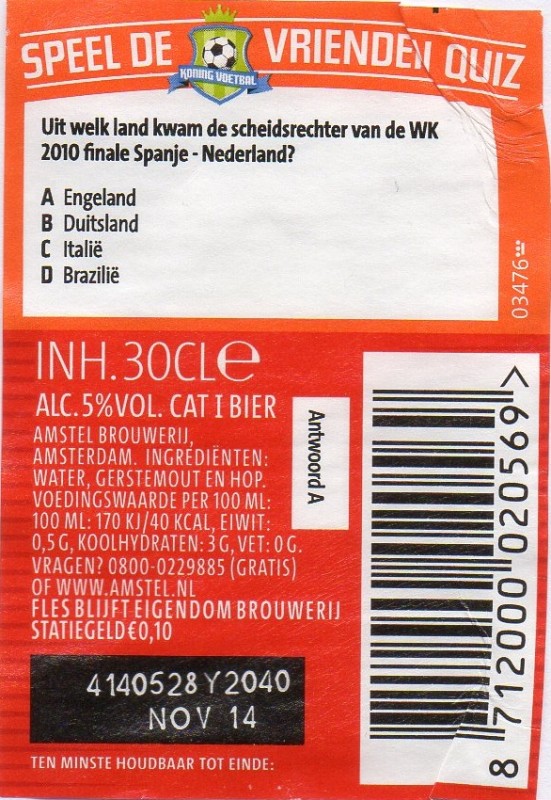 SPEEL DE VRIENDEN QUIZ
KONING VOETBAL
Uit welk land kwam de scheidsrechter van de WK
2010 finale Spanje - Nederland?
A Engeland
B Duitsland
C Italië
D Brazilië
03476
INH.30CLe
ALC.5%VOL. CAT I BIER
AMSTEL BROUWERIJ,
AMSTERDAM. INGREDIËNTEN:
WATER, GERSTEMOUT EN HOP.
VOEDINGSWAARDE PER 100 ML:
100 ML: 170 KJ/40 KCAL, EIWIT:
0,5 G, KOOLHYDRATEN: 3 G, VET: 0 G.
VRAGEN? 0800-0229885 (GRATIS)
OF WWW.AMSTEL.NL
FLES BLIJFT EIGENDOM BROUWERIJ
STATIEGELD €0,10
Antwoord A
8 712000 020569 >
4140528Y2040
NOV 14
TEN MINSTE HOUDBAAR TOT EINDE: